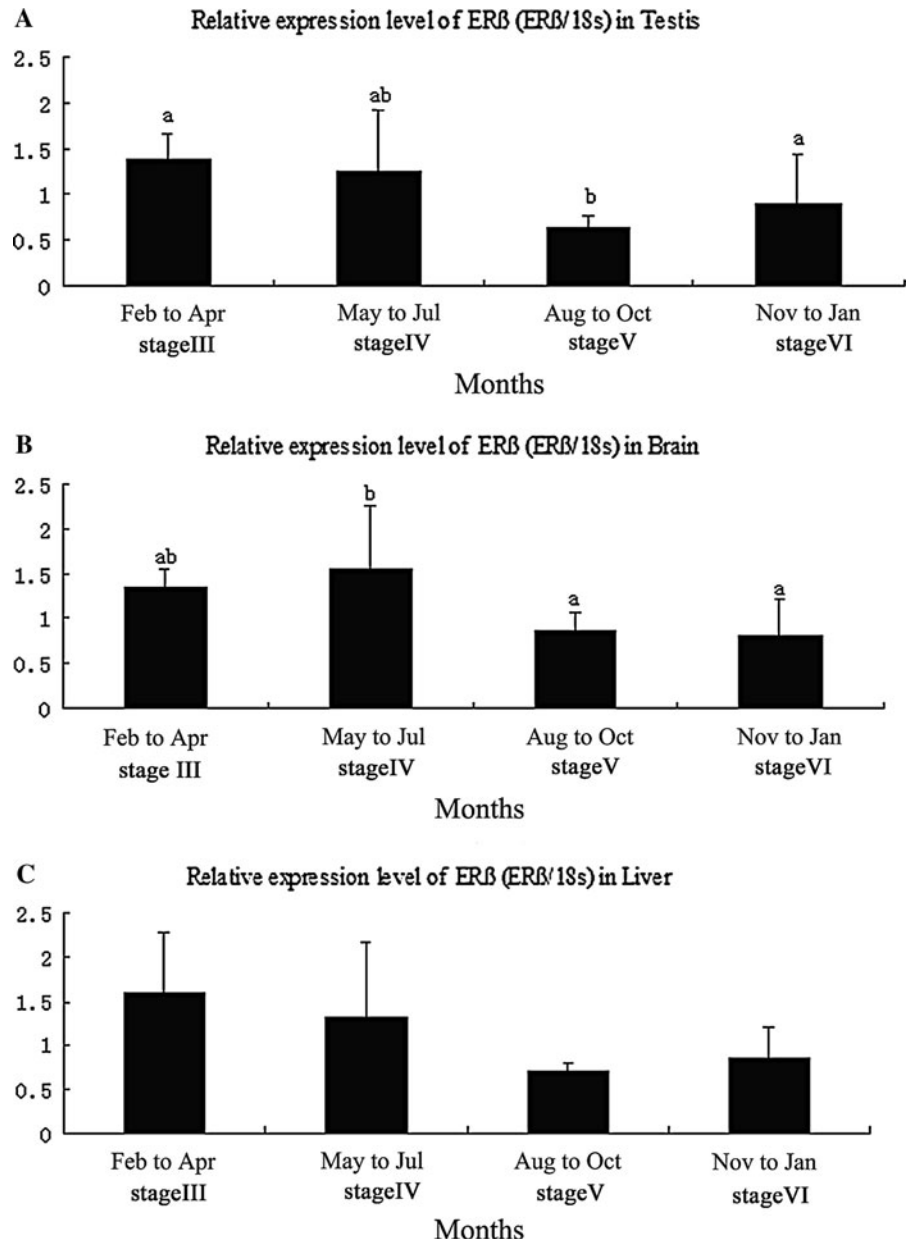 A Relative expression level of ERß (ERß/18s) in Testis
2.5
2
1.5
1
0.5
0
a
ab
b
a
Feb to Apr May to Jul Aug to Oct Nov to Jan
stageIII stageIV stageV stageVI
Months
B Relative expression level of ERß (ERß/18s) in Brain
2.5
2
1.5
1
0.5
0
ab
b
a
a
Feb to Apr May to Jul Aug to Oct Nov to Jan
stage III stageIV stageV stageVI
Months
C Relative expression level of ERß (ERß/18s) in Liver
2.5
2
1.5
1
0.5
0
Feb to Apr May to Jul Aug to Oct Nov to Jan
stageIII stageIV stageV stageVI
Months